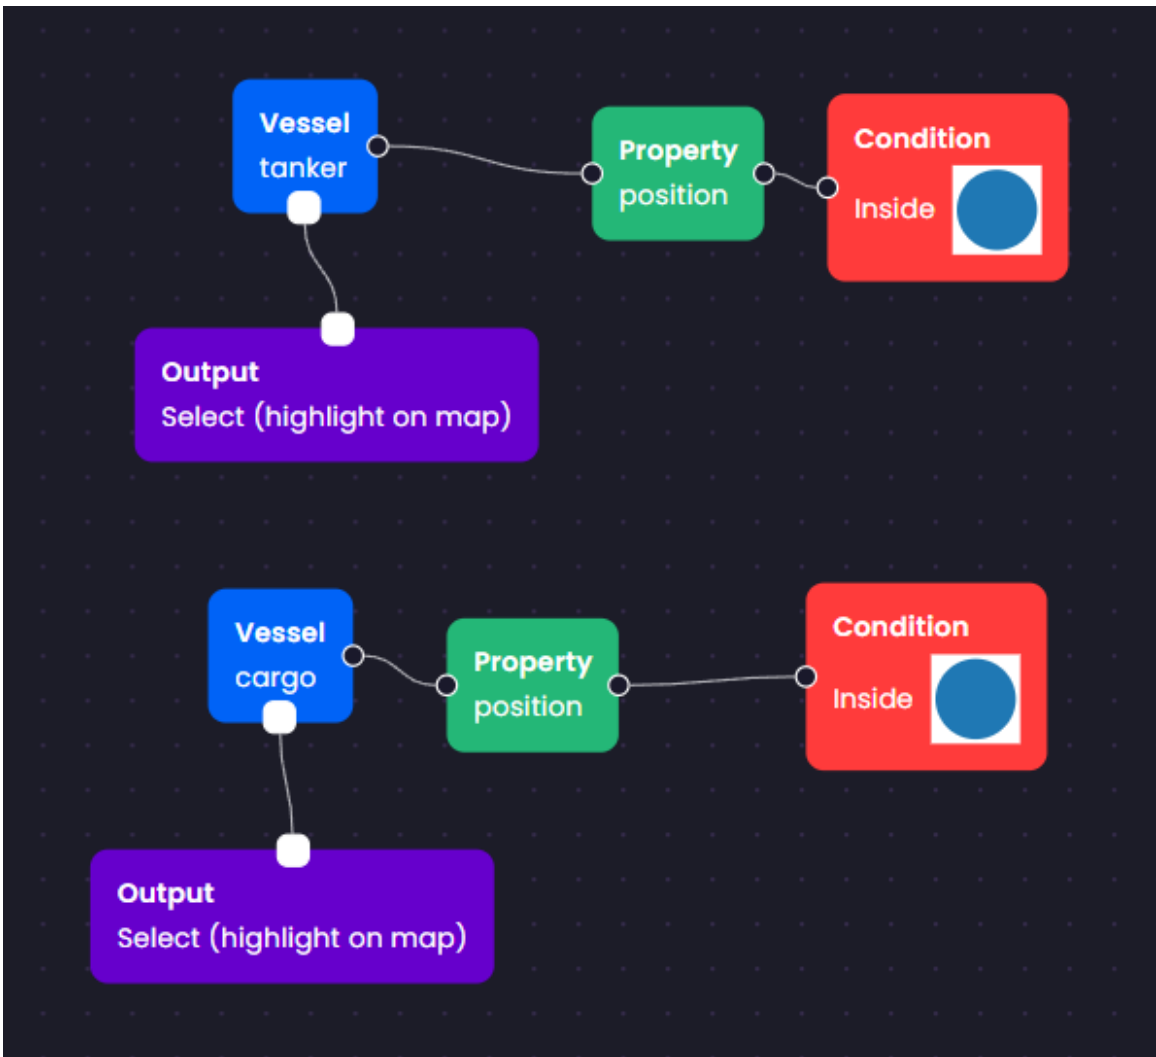 Vessel
tanker
Property
position
Condition
Inside
Output
Select (highlight on map)
Vessel
cargo
Property
position
Condition
Inside
Output
Select (highlight on map)